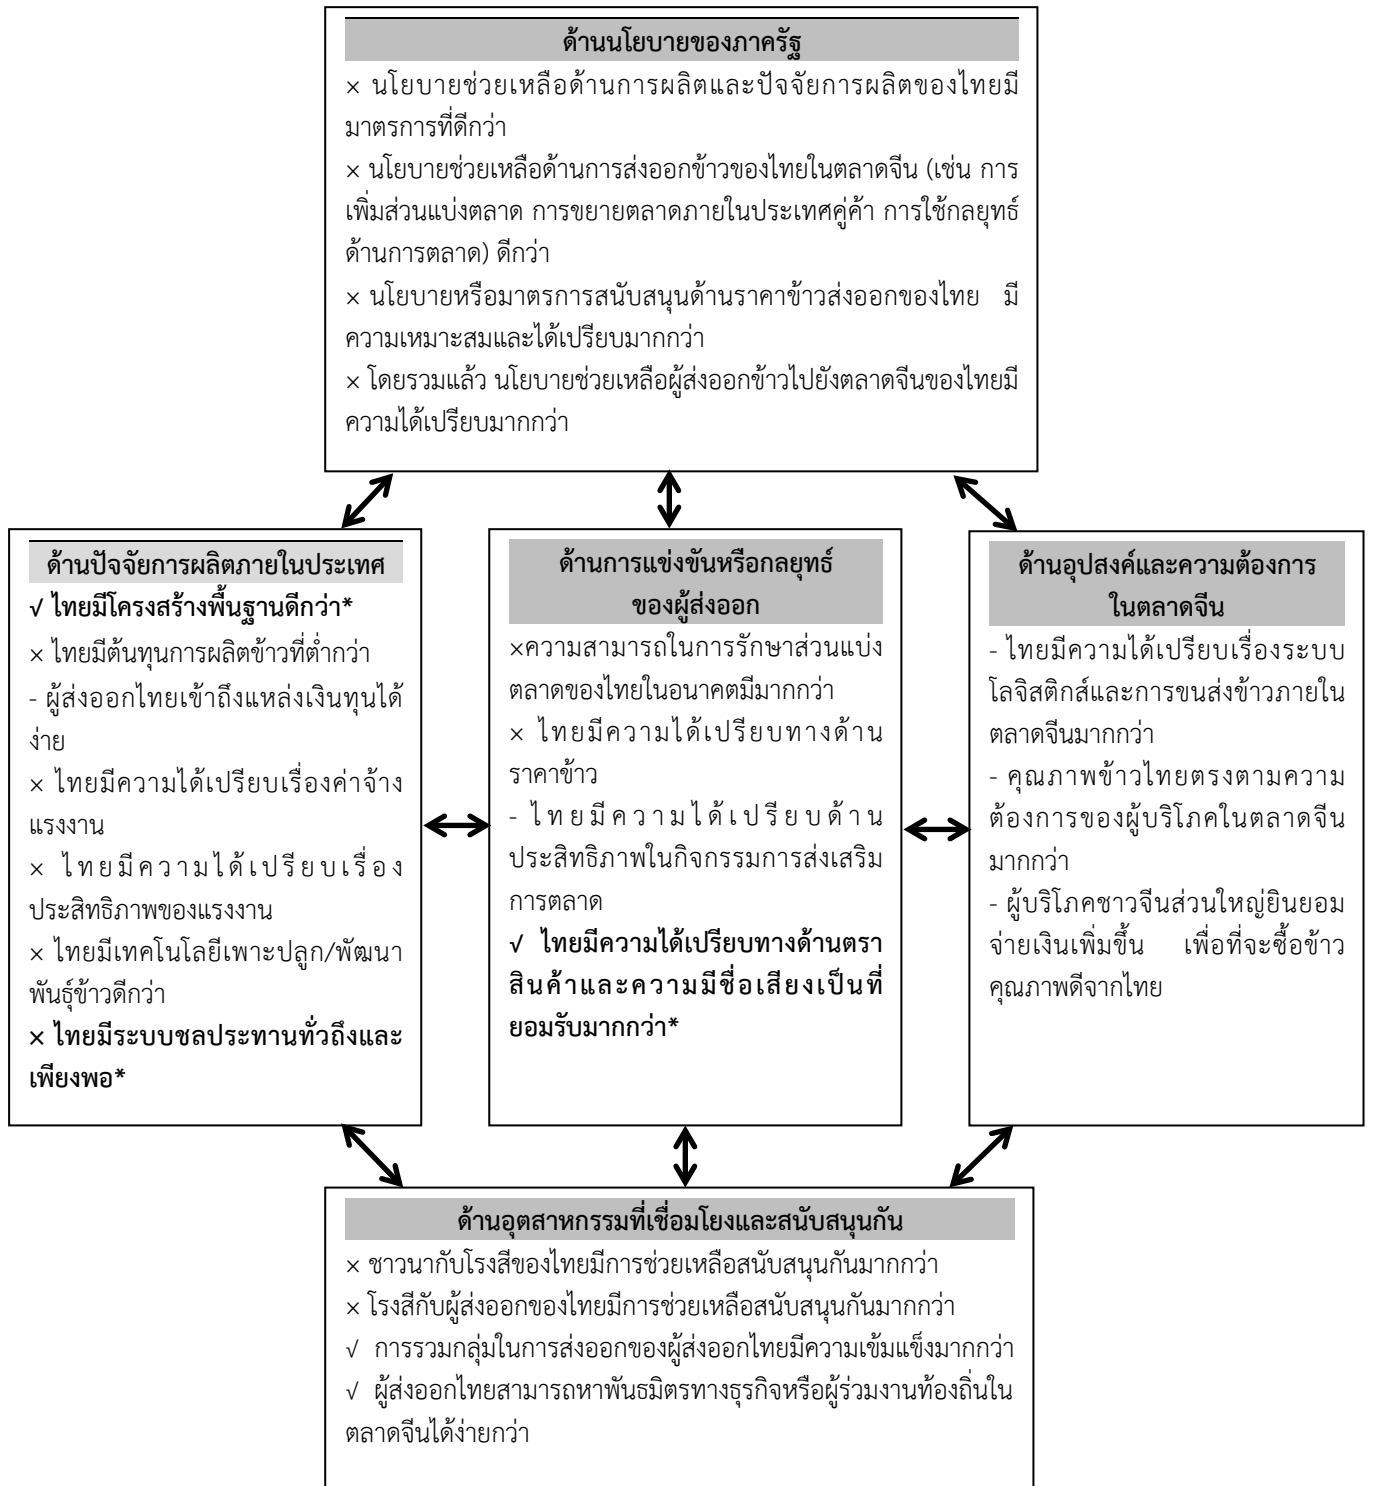 ด้านนโยบายของภาครัฐ
× นโยบายช่วยเหลือด้านการผลิตและปัจจัยการผลิตของไทยมี
มาตรการที่ดีกว่า
× นโยบายช่วยเหลือด้านการส่งออกข้าวของไทยในตลาดจีน (เช่น การ
เพิ่มส่วนแบ่งตลาด การขยายตลาดภายในประเทศคู่ค้า การใช้กลยุทธ์
ด้านการตลาด) ดีกว่า
× นโยบายหรือมาตรการสนับสนุนด้านราคาข้าวส่งออกของไทย มี
ความเหมาะสมและได้เปรียบมากกว่า
× โดยรวมแล้ว นโยบายช่วยเหลือผู้ส่งออกข้าวไปยังตลาดจีนของไทยมี
ความได้เปรียบมากกว่า
ด้านปัจจัยการผลิตภายในประเทศ
√ ไทยมีโครงสร้างพื้นฐานดีกว่า*
× ไทยมีต้นทุนการผลิตข้าวที่ต่ำกว่า
- ผู้ส่งออกไทยเข้าถึงแหล่งเงินทุนได้
ง่าย
× ไทยมีความได้เปรียบเรื่องค่าจ้าง
แรงงาน
× ไทยมีความได้เปรียบเรื่อง
ประสิทธิภาพของแรงงาน
× ไทยมีเทคโนโลยีเพาะปลูก/พัฒนา
พันธุ์ข้าวดีกว่า
× ไทยมีระบบชลประทานทั่วถึงและ
เพียงพอ*
ด้านการแข่งขันหรือกลยุทธ์
ของผู้ส่งออก
×ความสามารถในการรักษาส่วนแบ่ง
ตลาดของไทยในอนาคตมีมากกว่า
× ไทยมีความได้เปรียบทางด้าน
ราคาข้าว
- ไทยมีความได้เปรียบด้าน
ประสิทธิภาพในกิจกรรมการส่งเสริม
การตลาด
√ ไทยมีความได้เปรียบทางด้านตรา
สินค้าและความมีชื่อเสียงเป็นที่
ยอมรับมากกว่า*
ด้านอุปสงค์และความต้องการ
ในตลาดจีน
- ไทยมีความได้เปรียบเรื่องระบบ
โลจิสติกส์และการขนส่งข้าวภายใน
ตลาดจีนมากกว่า
- คุณภาพข้าวไทยตรงตามความ
ต้องการของผู้บริโภคในตลาดจีน
มากกว่า
- ผู้บริโภคชาวจีนส่วนใหญ่ยินยอม
จ่ายเงินเพิ่มขึ้น เพื่อที่จะซื้อข้าว
คุณภาพดีจากไทย
ด้านอุตสาหกรรมที่เชื่อมโยงและสนับสนุนกัน
× ชาวนากับโรงสีของไทยมีการช่วยเหลือสนับสนุนกันมากกว่า
× โรงสีกับผู้ส่งออกของไทยมีการช่วยเหลือสนับสนุนกันมากกว่า
√ การรวมกลุ่มในการส่งออกของผู้ส่งออกไทยมีความเข้มแข็งมากกว่า
√ ผู้ส่งออกไทยสามารถหาพันธมิตรทางธุรกิจหรือผู้ร่วมงานท้องถิ่นใน
ตลาดจีนได้ง่ายกว่า